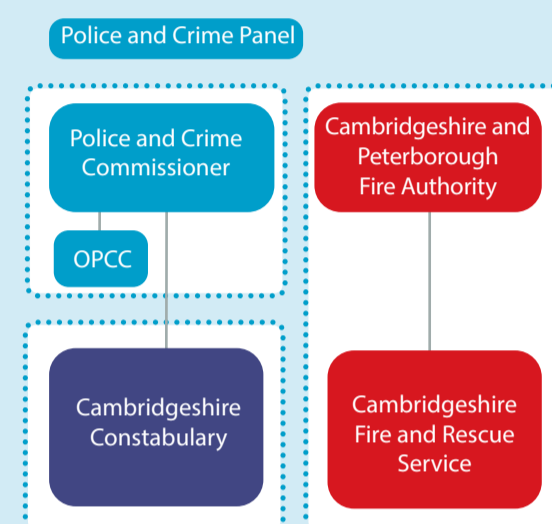 Police and Crime Panel
Police and Crime
Commissioner
OPCC
Cambridgeshire
Constabulary
Cambridgeshire and
Peterborough
Fire Authority
Cambridgeshire
Fire and Rescue
Service